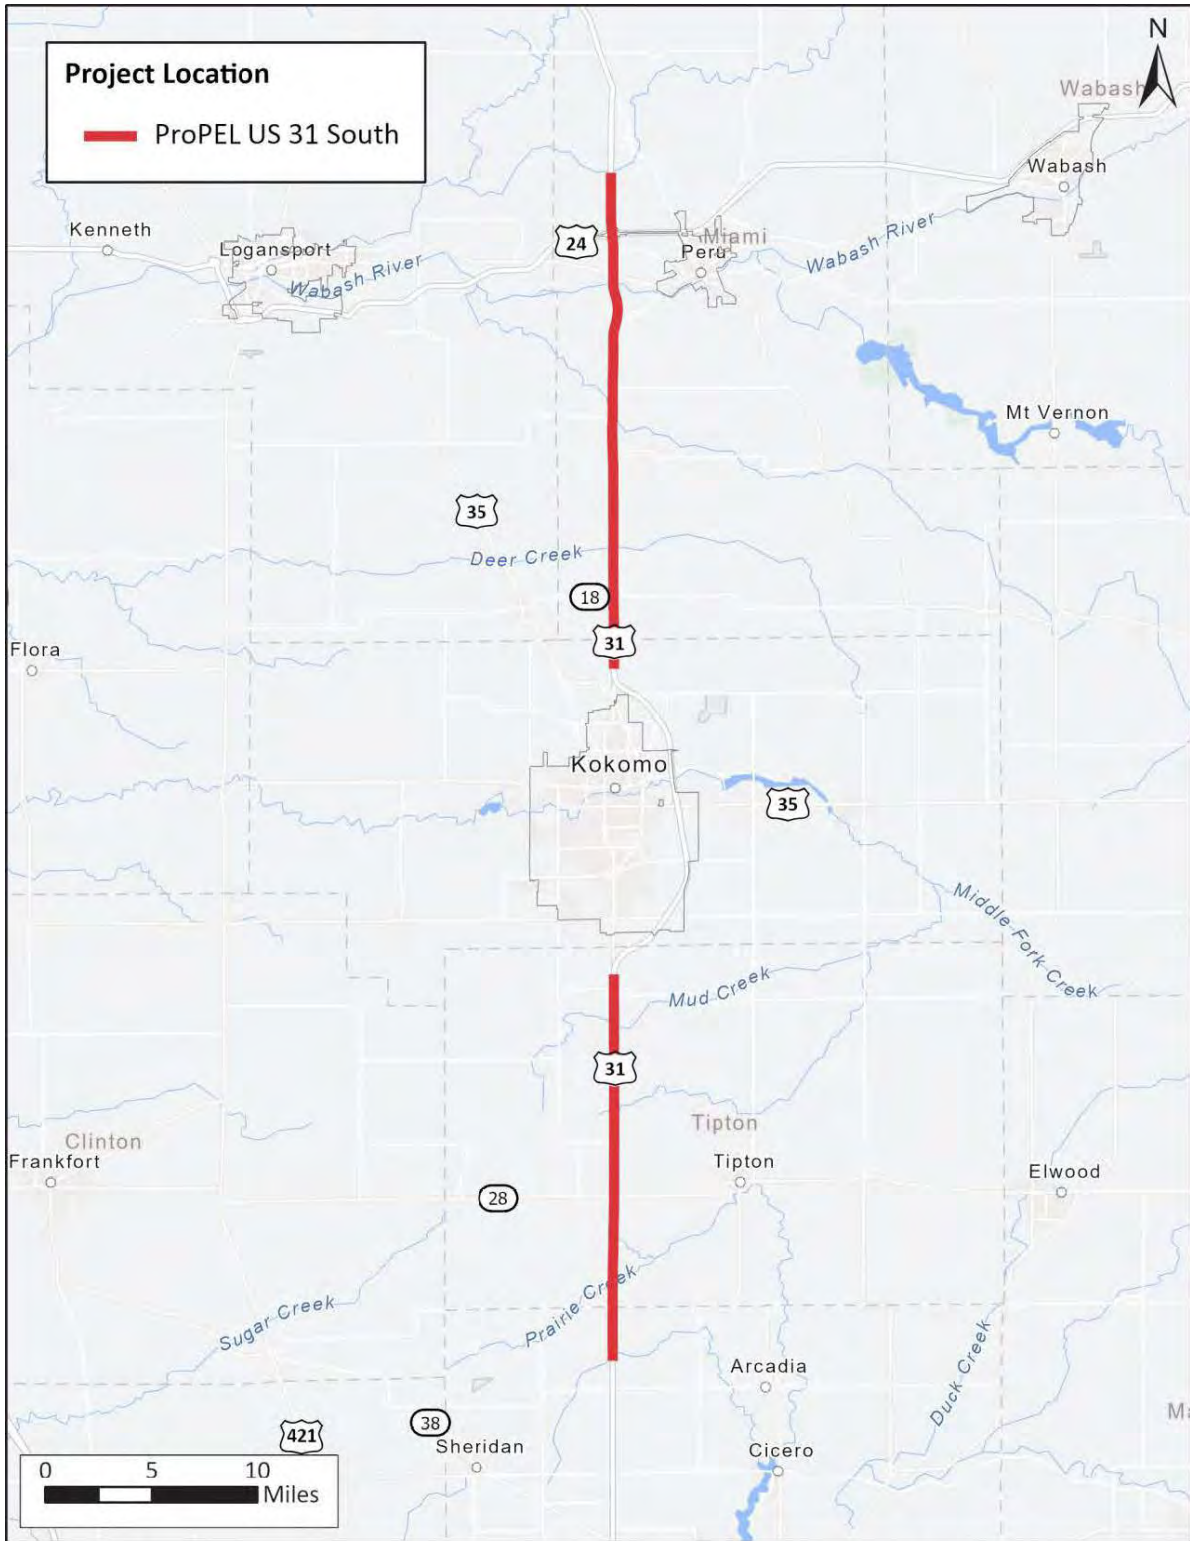 N
Project Location
ProPEL US 31 South
Wabash
Wabash
Kenneth
Logansport
24
Miami
Peru
Wabash River
Wabash River
Mt Vernon
35
Deer Creek
18
31
Flora
Kokomo
35
Middle Fork Creek
Mud Creek
31
Clinton
Frankfort
Tipton
Tipton
Elwood
28
Sugar Creek
Prairie Creek
Duck Creek
Arcadia
Ma
38
421
Sheridan
Cicero
0 5 10
Miles